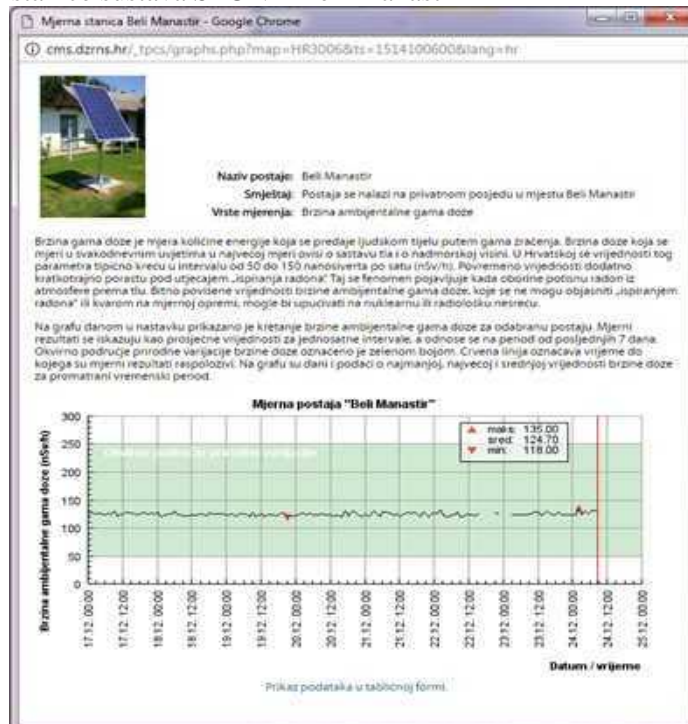 Mjerna stanica Beli Manastir - Google Chrome
cms.dzrns.hr/_tpcs/graphs.php?map=HR3006&ts=1514100600&lang=hr
Naziv postaje: Beli Manastir
Smještaj: Postaja se nalazi na privatnom posjedu u mjestu Beli Manastir
Vrste mjerenja: Brzina ambijentalne gama doze
Brzina gama doze je mjera količine energije koja se predaje ljudskom tijelu putem gama zračenja. Brzina doze koja se
mjeri u svakodnevnim uvjetima u najvećoj mjeri ovisi o sastavu tla i o nadmorskoj visini. U Hrvatskoj se vrijednosti tog
parametra tipično kreću u intervalu od 50 do 150 nanosiverta po satu (nSv/h). Povremeno vrijednosti dodatno
kratkotrajno porastu pod utjecajem „ispiranja radona“. Taj se fenomen pojavljuje kada oborine potisnu radon iz
atmosfere prema tlu. Bitno povišene vrijednosti brzine ambijentalne gama doze, koje se ne mogu objasniti „ispiranjem
radona“ ili kvarom na mjernoj opremi, mogle bi upućivati na nuklearnu ili radiološku nesreću.
Na grafu danom u nastavku prikazano je kretanje brzine ambijentalne gama doze za odabranu postaju. Mjerni
rezultati se iskazuju kao prosječne vrijednosti za jednosatne intervale, a odnose se na period od posljednjih 7 dana.
Okvirno područje prirodne varijacije brzine doze označeno je zelenom bojom. Crvena linija označava vrijeme do
kojega su mjerni rezultati raspoloživi. Na grafu su dani i podaci o najmanjoj, najvećoj i srednjoj vrijednosti brzine doze
za promatrani vremenski period.
Mjerna postaja "Beli Manastir"
Brzina ambijentalne gama doze (nSv/h)
300
250
200
150
100
50
0
maks: 135.00
sred: 124.70
min: 118.00
17.12. 00:00
17.12. 12:00
18.12. 00:00
18.12. 12:00
19.12. 00:00
19.12. 12:00
20.12. 00:00
20.12. 12:00
21.12. 00:00
21.12. 12:00
22.12. 00:00
22.12. 12:00
23.12. 00:00
23.12. 12:00
24.12. 00:00
24.12. 12:00
25.12. 00:00
Datum / vrijeme
Prikaz podataka u tabličnoj formi.